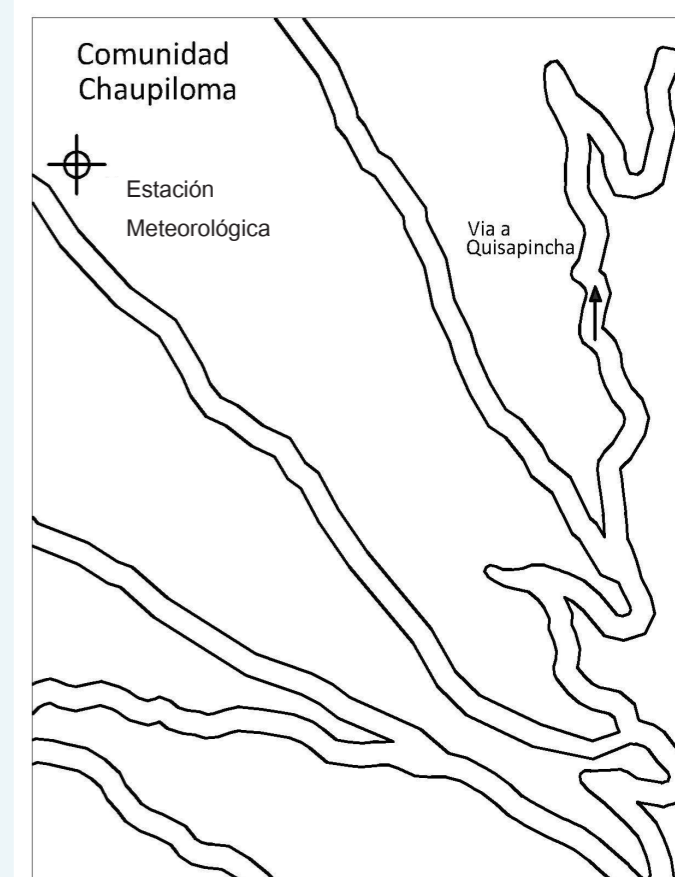 Comunidad
Chaupiloma
Estación
Meteorológica
Via a
Quisapincha